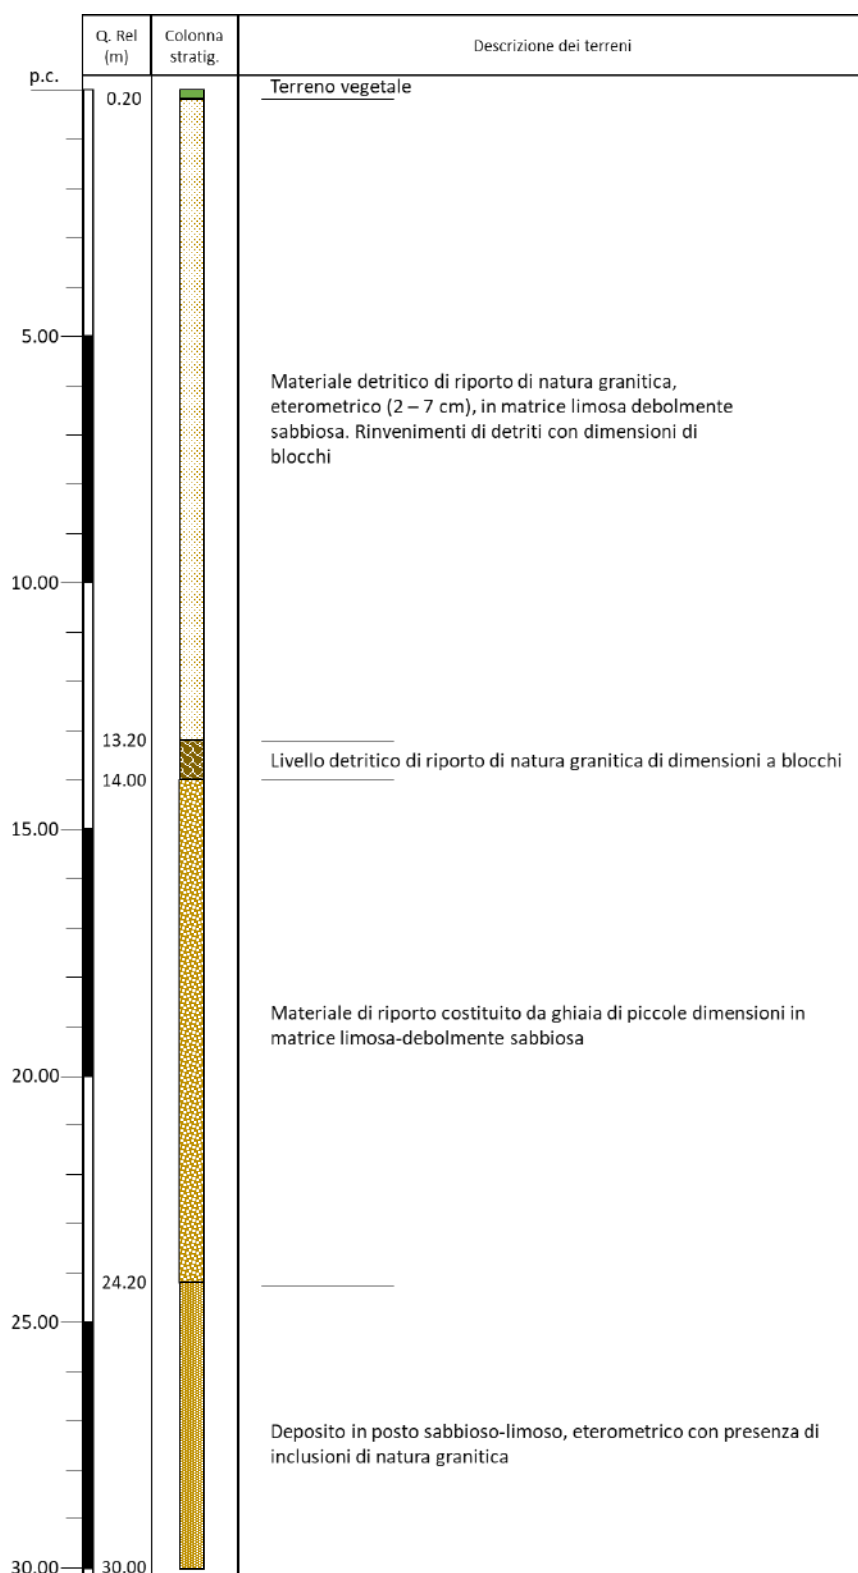 Q. Rel
(m)
Colonna
stratig.
Descrizione dei terreni
p.c.
Terreno vegetale
0.20
5.00
Materiale detritico di riporto di natura granitica,
eterometrico (2 – 7 cm), in matrice limosa debolmente
sabbiosa. Rinvenimenti di detriti con dimensioni di
blocchi
10.00
13.20
Livello detritico di riporto di natura granitica di dimensioni a blocchi
14.00
15.00
Materiale di riporto costituito da ghiaia di piccole dimensioni in
matrice limosa-debolmente sabbiosa
20.00
24.20
25.00
Deposito in posto sabbioso-limoso, eterometrico con presenza di
inclusioni di natura granitica
30.00
30.00